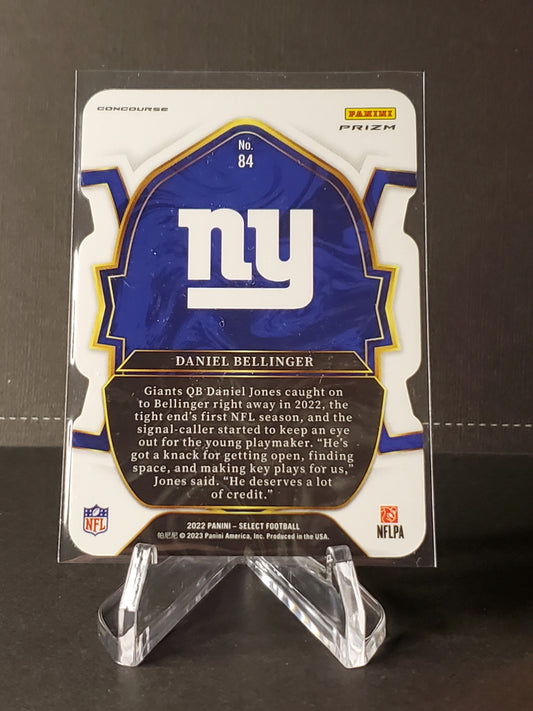 CONCOURSE
PANINI
PRIZM
No.
84
ny
DANIEL BELLINGER
Giants QB Daniel Jones caught on
to Bellinger right away in 2022, the
tight end's first NFL season, and the
signal-caller started to keep an eye
out for the young playmaker. “He's
got a knack for getting open, finding
space, and making key plays for us,”
Jones said. “He deserves a lot
of credit.”
NFL
2022 PANINI – SELECT FOOTBALL
帕尼尼 © 2023 Panini America, Inc. Produced in the USA.
NFLPA